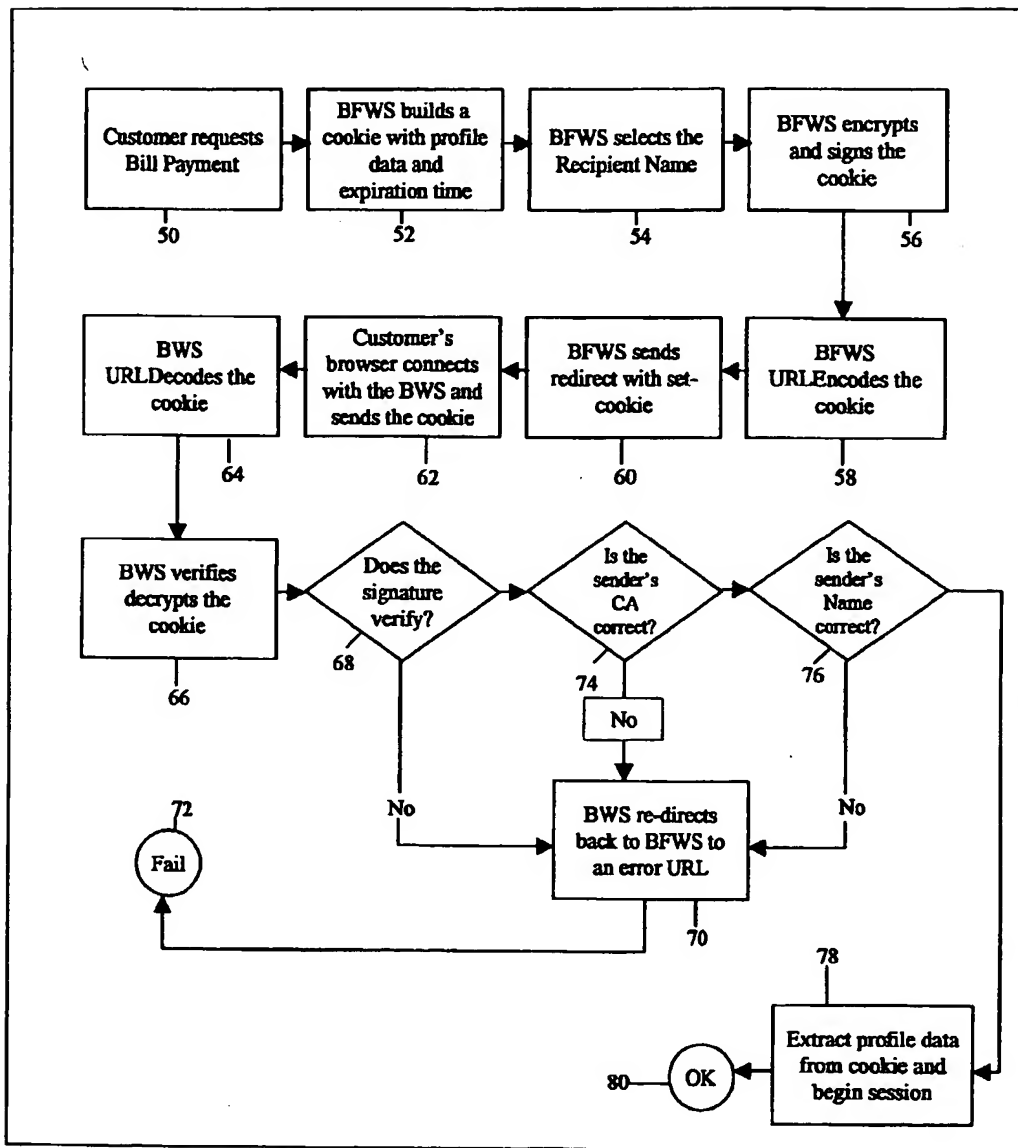 Customer requests
Bill Payment
50
BFWS builds a
cookie with profile
data and
expiration time
52
BFWS selects the
Recipient Name
54
BFWS encrypts
and signs the
cookie
56
BFWS
URLEncodes the
cookie
58
BFWS sends
redirect with set-
cookie
60
Customer's
browser connects
with the BWS and
sends the cookie
62
BWS
URLDecodes the
cookie
64
BWS verifies
decrypts the
cookie
66
Does the
signature
verify?
68
Is the
sender's
CA
correct?
74
Is the
sender's
Name
correct?
76
No
No
No
BWS re-directs
back to BFWS to
an error URL
70
72
Fail
78
Extract profile data
from cookie and
begin session
80
OK